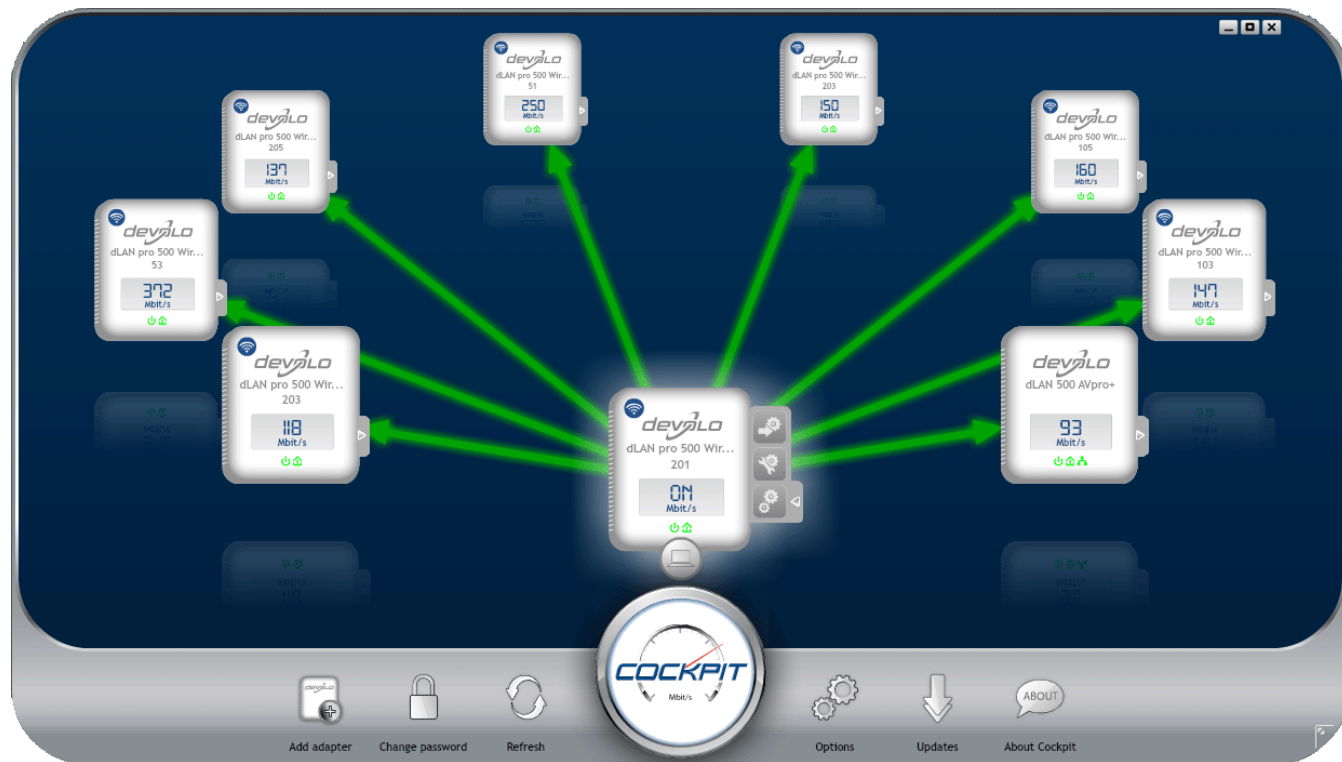 devolo
dLAN pro 500 Wir...
51
250
Mbit/s
devolo
dLAN pro 500 Wir...
203
150
Mbit/s
devolo
dLAN pro 500 Wir...
205
137
Mbit/s
devolo
dLAN pro 500 Wir...
105
160
Mbit/s
devolo
dLAN pro 500 Wir...
53
372
Mbit/s
devolo
dLAN pro 500 Wir...
103
147
Mbit/s
devolo
dLAN pro 500 Wir...
203
118
Mbit/s
devolo
dLAN 500 AVpro+
93
Mbit/s
devolo
dLAN pro 500 Wir...
201
ON
Mbit/s
COCKPIT
Mbit/s
devolo
ABOUT
Add adapter
Change password
Refresh
Options
Updates
About Cockpit